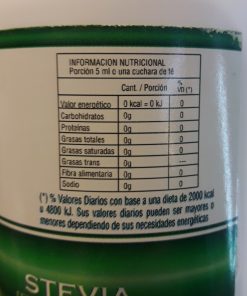 INFORMACION NUTRICIONAL
Porción 5 ml o una cuchara de té
Cant. / Porción % VD (*)
Valor energético 0 kcal = 0 kJ 0
Carbohidratos 0g 0
Proteinas 0g 0
Grasas totales 0g 0
Grasas saturadas 0g 0
Grasas trans 0g ---
Fibra alimentaria 0g 0
Sodio 0g 0
(*) % Valores Diarios con base a una dieta de 2000 kcal
u 4800 kJ. Sus valores diarios pueden ser mayores o
menores dependiendo de sus necesidades energéticas
STEVIA